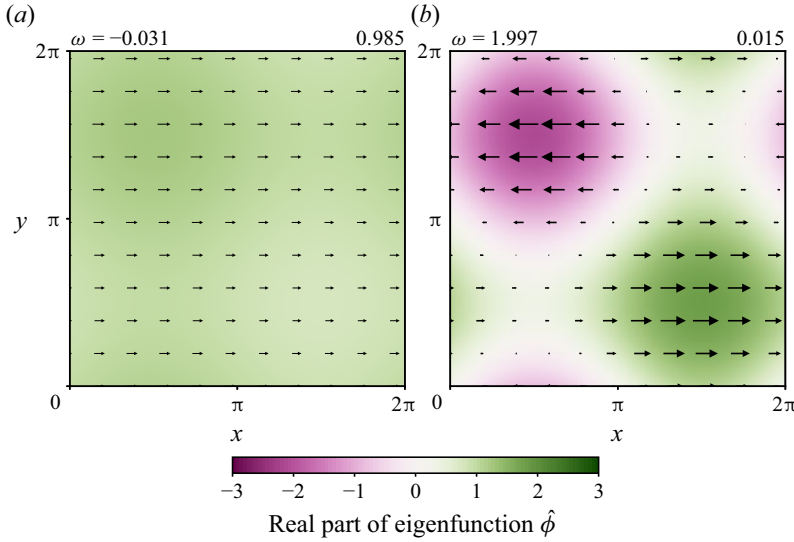 (a)
ω = −0.031 0.985
2π
π
y
0 π 2π
x
(b)
ω = 1.997 0.015
2π
π
0 π 2π
x
−3 −2 −1 0 1 2 3
Real part of eigenfunction ϕ̂